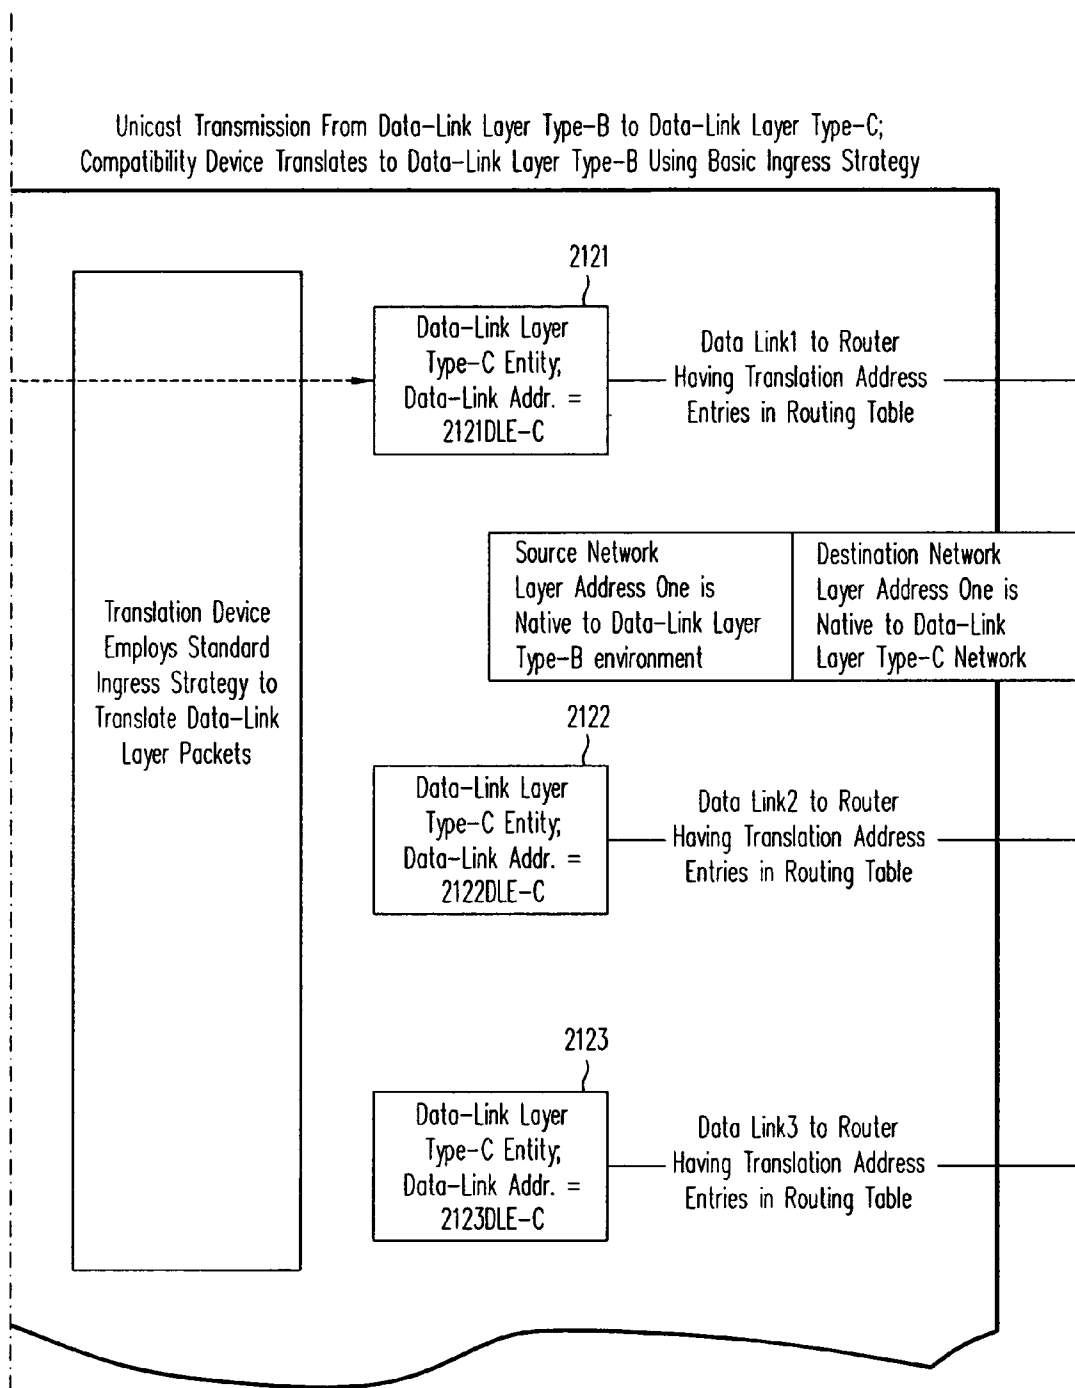 Unicast Transmission From Data-Link Layer Type-B to Data-Link Layer Type-C;
Compatibility Device Translates to Data-Link Layer Type-B Using Basic Ingress Strategy
2121
Data-Link Layer
Type-C Entity;
Data-Link Addr. =
2121DLE-C
Data Link1 to Router
Having Translation Address
Entries in Routing Table
Source Network
Layer Address One is
Native to Data-Link Layer
Type-B environment
Destination Network
Layer Address One is
Native to Data-Link
Layer Type-C Network
Translation Device
Employs Standard
Ingress Strategy to
Translate Data-Link
Layer Packets
2122
Data-Link Layer
Type-C Entity;
Data-Link Addr. =
2122DLE-C
Data Link2 to Router
Having Translation Address
Entries in Routing Table
2123
Data-Link Layer
Type-C Entity;
Data-Link Addr. =
2123DLE-C
Data Link3 to Router
Having Translation Address
Entries in Routing Table